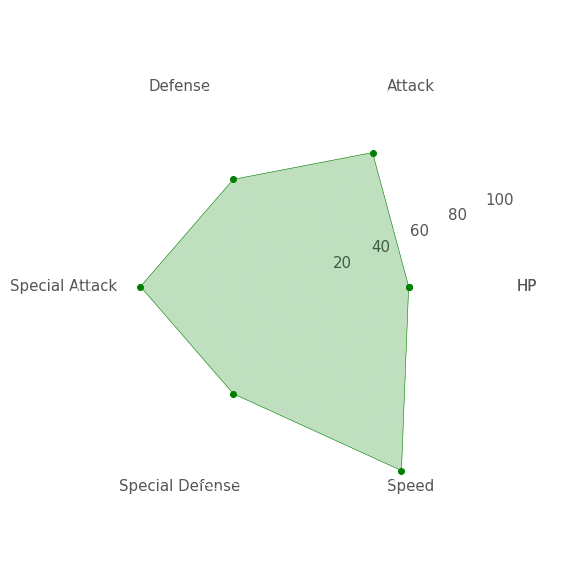 Defense
Attack
100
80
60
40
20
Special Attack
HP
Special Defense
Speed